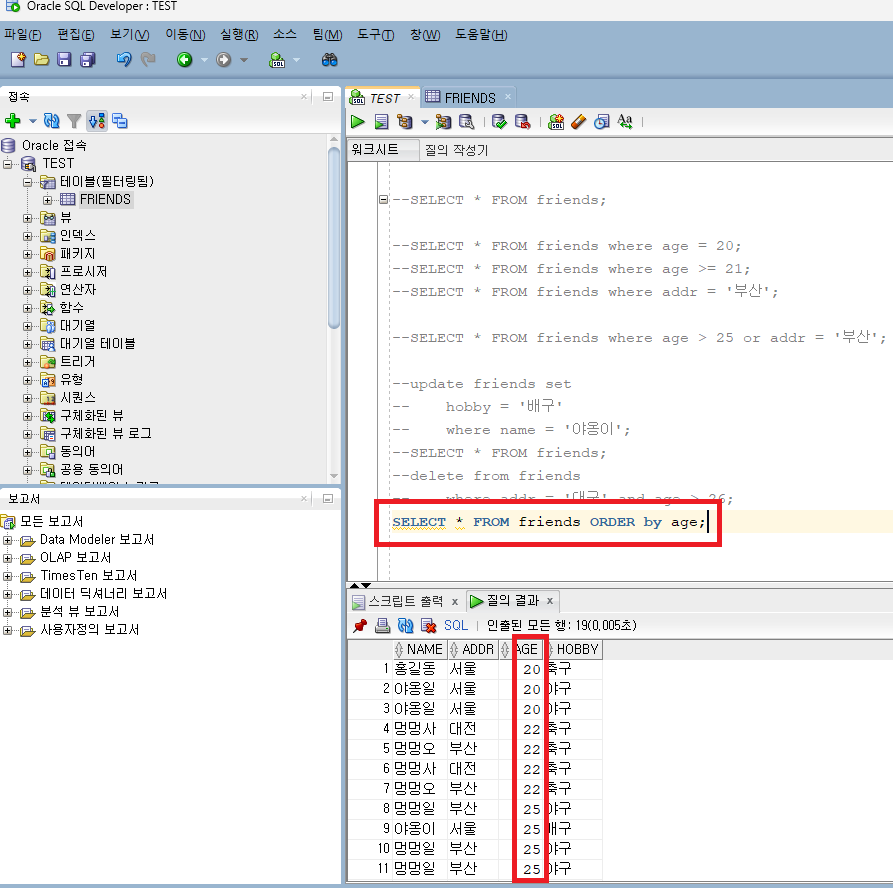 Oracle SQL Developer : TEST
파일(F) 편집(E) 보기(V) 이동(N) 실행(R) 소스 팀(M) 도구(T) 창(W) 도움말(H)
접속
Oracle 접속
TEST
테이블(필터링됨)
FRIENDS
뷰
인덱스
패키지
프로시저
연산자
함수
대기열
대기열 테이블
트리거
유형
시퀀스
구체화된 뷰
구체화된 뷰 로그
동의어
공용 동의어
보고서
모든 보고서
Data Modeler 보고서
OLAP 보고서
TimesTen 보고서
데이터 딕셔너리 보고서
분석 뷰 보고서
사용자정의 보고서
TEST FRIENDS
워크시트 질의 작성기
--SELECT * FROM friends;
--SELECT * FROM friends where age = 20;
--SELECT * FROM friends where age >= 21;
--SELECT * FROM friends where addr = '부산';
--SELECT * FROM friends where age > 25 or addr = '부산';
--update friends set
-- hobby = '배구'
-- where name = '야옹이';
--SELECT * FROM friends;
--delete from friends
-- where addr = '대구' and age > 26;
SELECT * FROM friends ORDER by age;
스크립트 출력 x 질의 결과 x
SQL 인출된 모든 행: 19(0,005초)
NAME ADDR AGE HOBBY
1 홍길동 서울 20 축구
2 야옹일 서울 20 야구
3 야옹일 서울 20 야구
4 멍멍사 대전 22 축구
5 멍멍오 부산 22 축구
6 멍멍사 대전 22 축구
7 멍멍오 부산 22 축구
8 멍멍일 부산 25 야구
9 야옹이 서울 25 배구
10 멍멍일 부산 25 야구
11 멍멍일 부산 25 야구